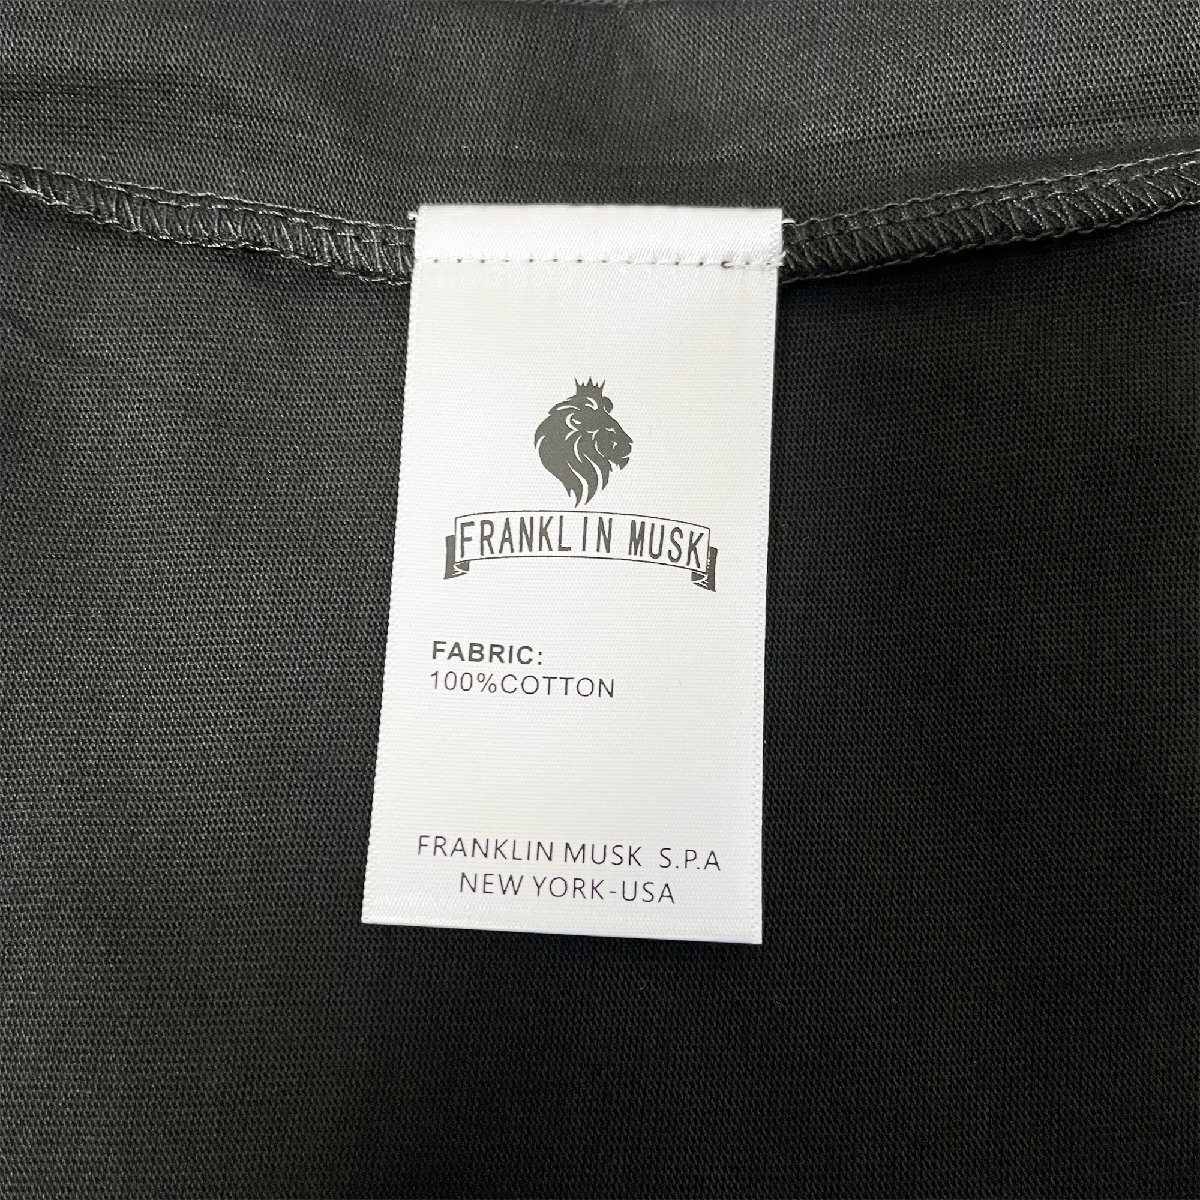 FRANKLIN MUSK
FABRIC:
100%COTTON
FRANKLIN MUSK S.P.A
NEW YORK-USA